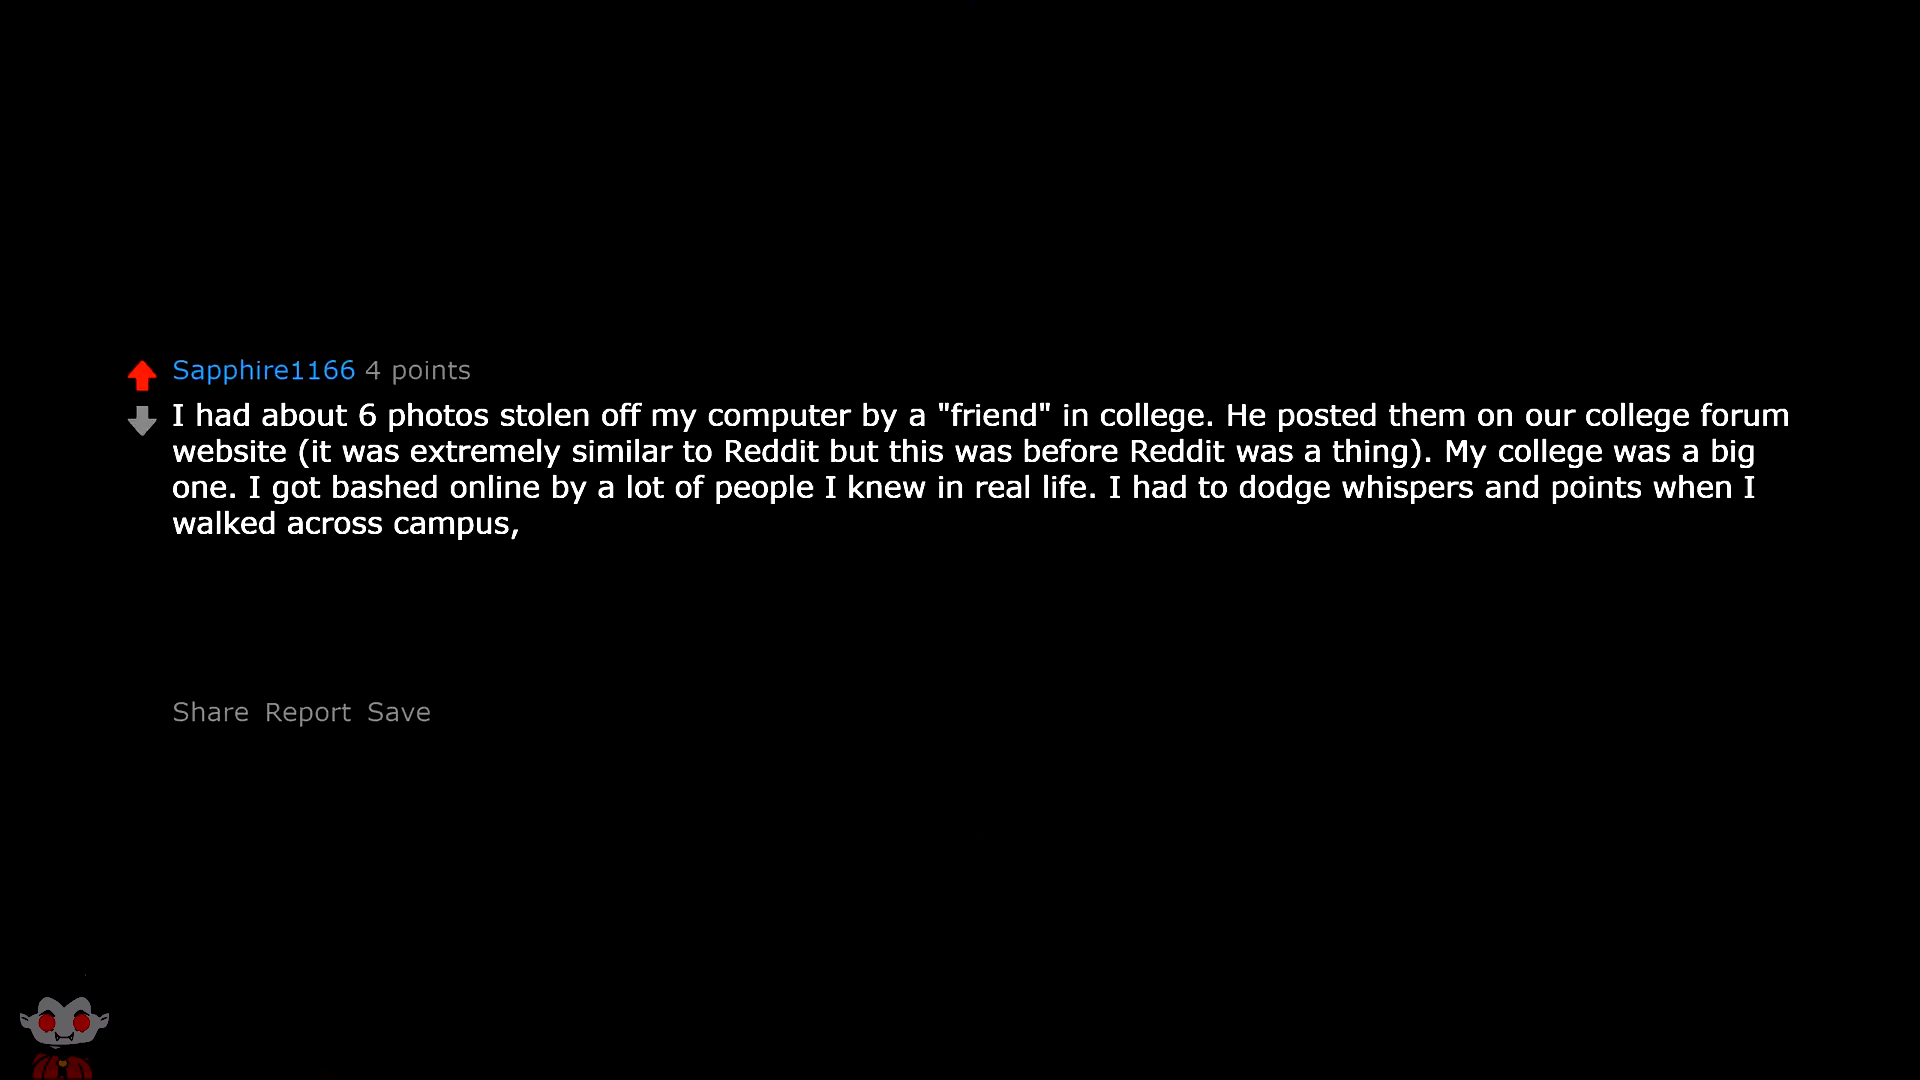 Sapphire1166 4 points
I had about 6 photos stolen off my computer by a "friend" in college. He posted them on our college forum
website (it was extremely similar to Reddit but this was before Reddit was a thing). My college was a big
one. I got bashed online by a lot of people I knew in real life. I had to dodge whispers and points when I
walked across campus,
Share Report Save